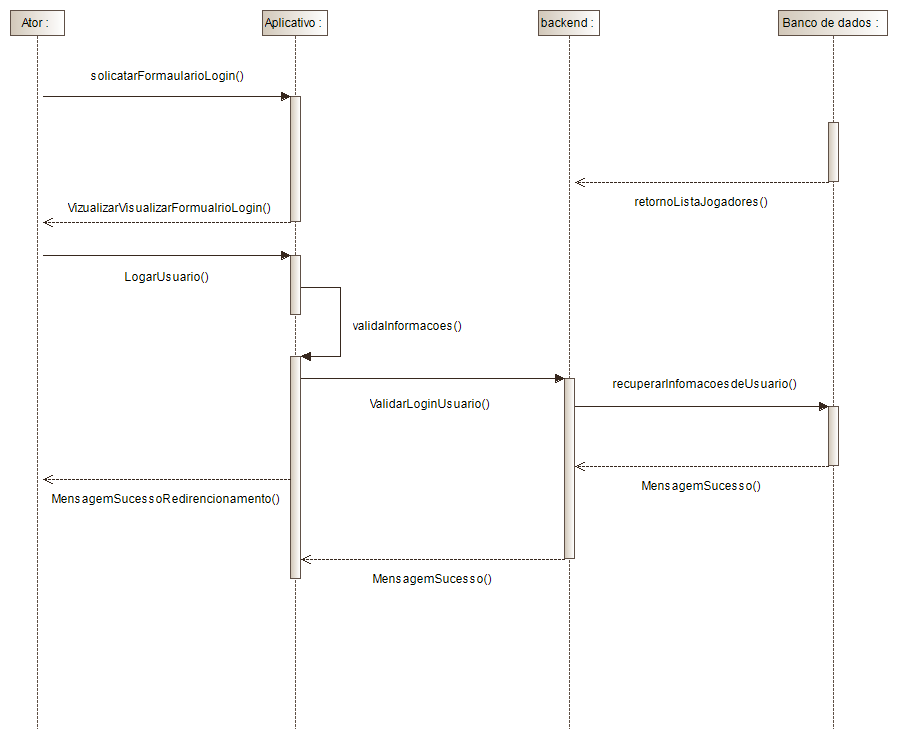 Ator :
Aplicativo :
backend :
Banco de dados :
solicatarFormaularioLogin()
retornoListaJogadores()
VizualizarVisualizarFormualrioLogin()
LogarUsuario()
validaInformacoes()
recuperarInfomacoesdeUsuario()
ValidarLoginUsuario()
MensagemSucesso()
MensagemSucessoRedirencionamento()
MensagemSucesso()